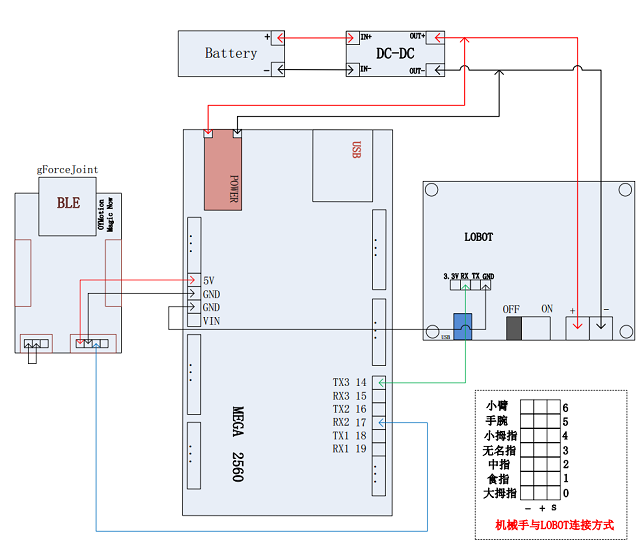 + IN+ OUT+
Battery DC-DC
- IN- OUT-
gForceJoint
BLE
OYMotion
Magic Now
POWER
USB
LOBOT
3.3V RX TX GND
5V
GND
GND
VIN
OFF ON + -
USB
TX3 14
RX3 15
TX2 16
RX2 17
TX1 18
RX1 19
MEGA 2560
小臂 6
手腕 5
小拇指 4
无名指 3
中指 2
食指 1
大拇指 0
- + s
机械手与LOBOT连接方式